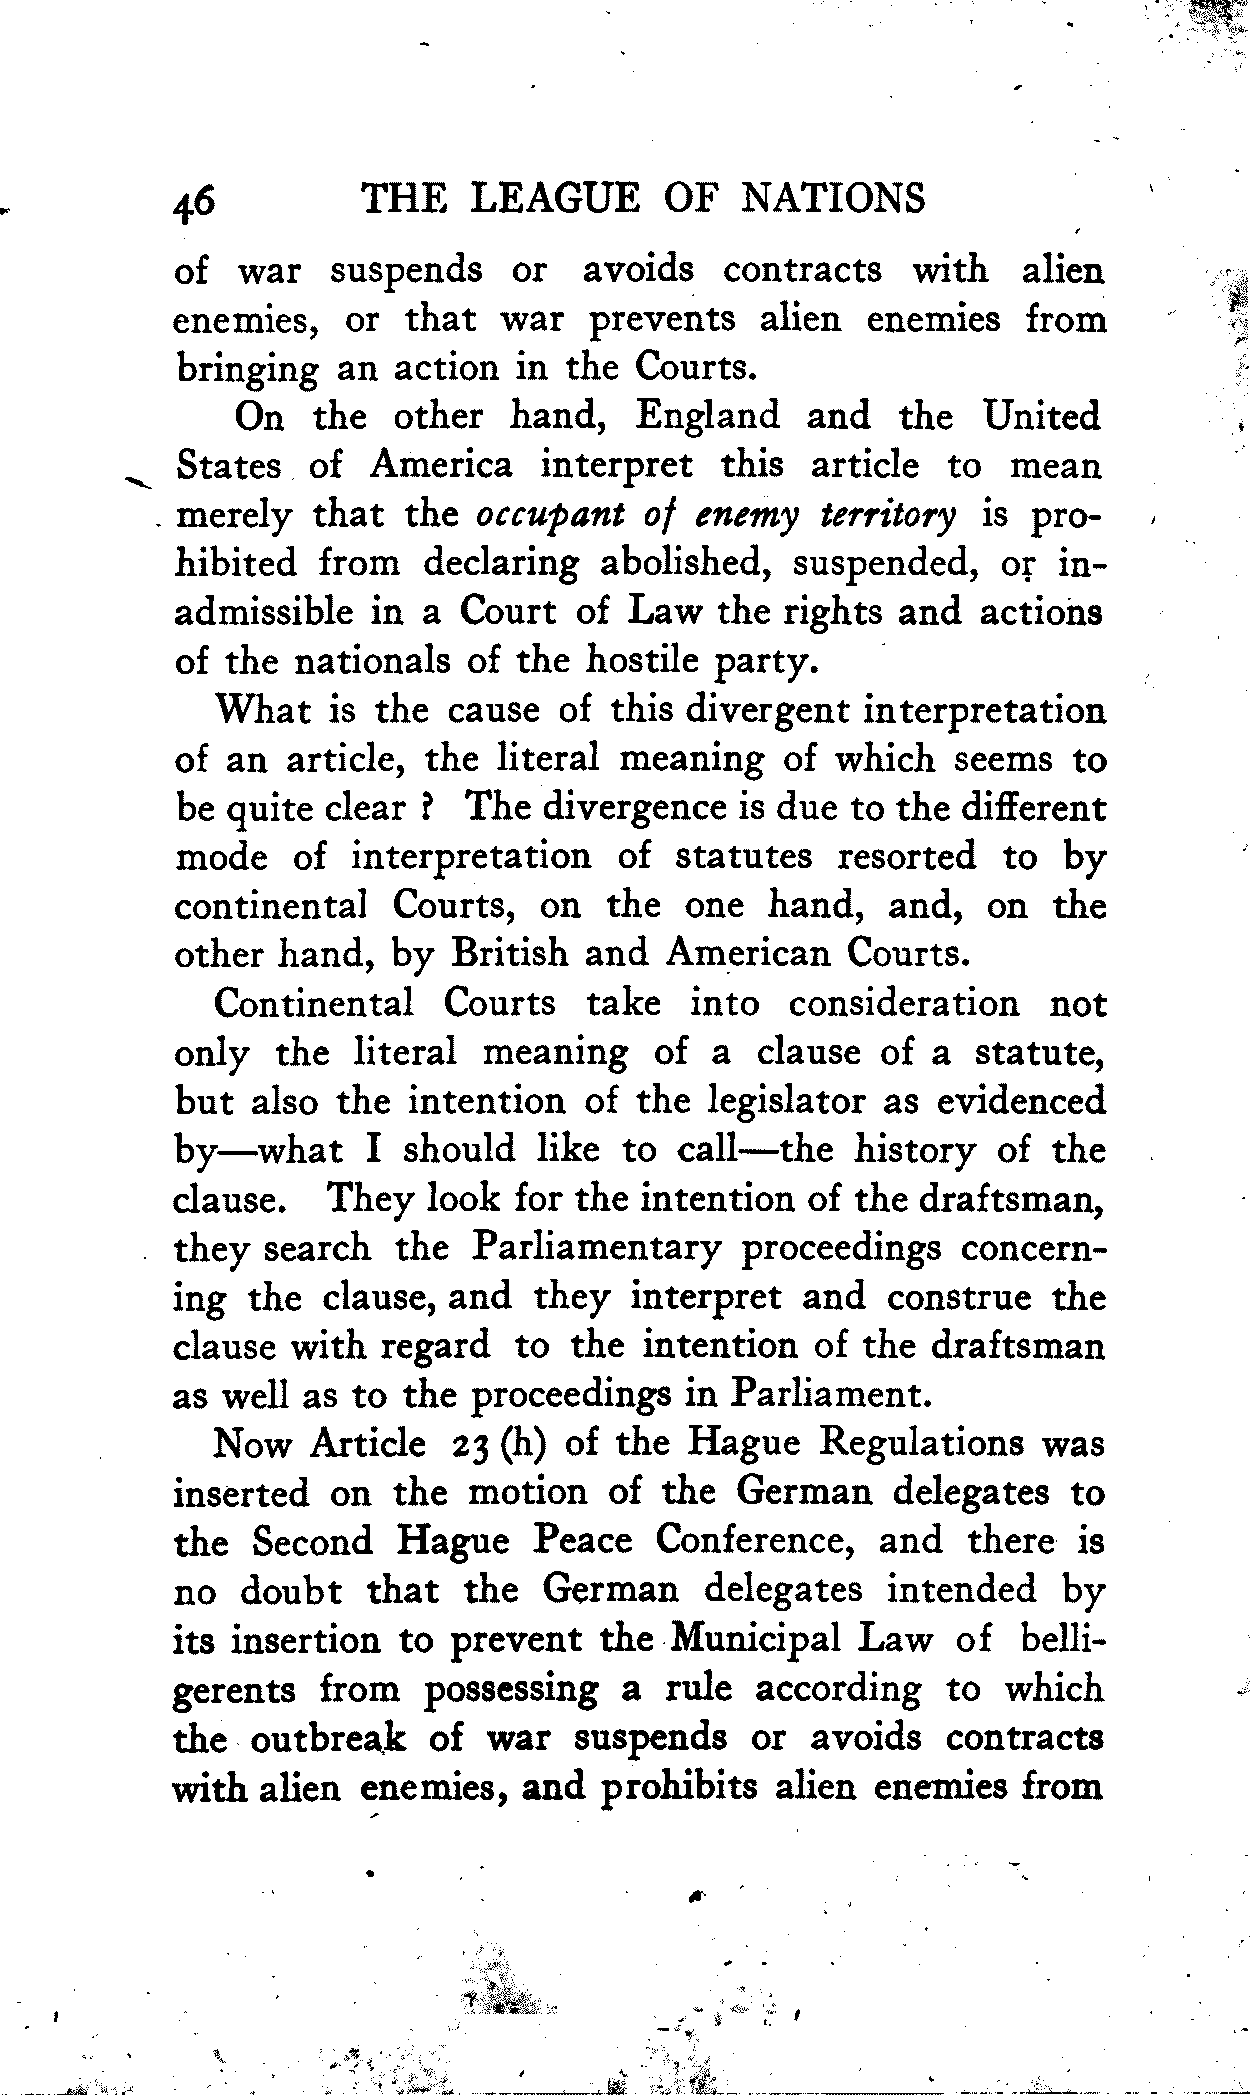 46 THE LEAGUE OF NATIONS
of war suspends or avoids contracts with alien
enemies, or that war prevents alien enemies from
bringing an action in the Courts.
On the other hand, England and the United
States of America interpret this article to mean
merely that the occupant of enemy territory is pro-
hibited from declaring abolished, suspended, or in-
admissible in a Court of Law the rights and actions
of the nationals of the hostile party.
What is the cause of this divergent interpretation
of an article, the literal meaning of which seems to
be quite clear ? The divergence is due to the different
mode of interpretation of statutes resorted to by
continental Courts, on the one hand, and, on the
other hand, by British and American Courts.
Continental Courts take into consideration not
only the literal meaning of a clause of a statute,
but also the intention of the legislator as evidenced
by—what I should like to call—the history of the
clause. They look for the intention of the draftsman,
they search the Parliamentary proceedings concern-
ing the clause, and they interpret and construe the
clause with regard to the intention of the draftsman
as well as to the proceedings in Parliament.
Now Article 23 (h) of the Hague Regulations was
inserted on the motion of the German delegates to
the Second Hague Peace Conference, and there is
no doubt that the German delegates intended by
its insertion to prevent the Municipal Law of belli-
gerents from possessing a rule according to which
the outbreak of war suspends or avoids contracts
with alien enemies, and prohibits alien enemies from